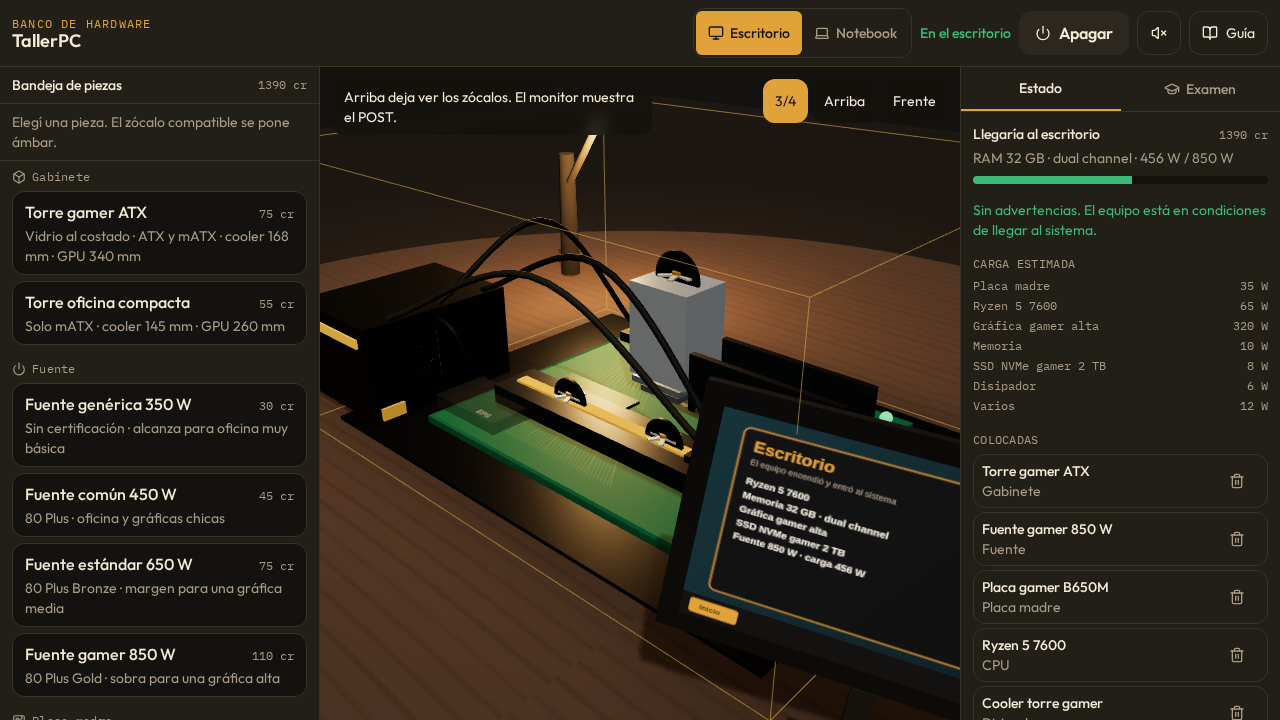 BANCO DE HARDWARE
TallerPC
Escritorio
Notebook
En el escritorio
Apagar
Guía
Bandeja de piezas
1390 cr
Elegí una pieza. El zócalo compatible se pone
ámbar.
Gabinete
Torre gamer ATX
75 cr
Vidrio al costado · ATX y mATX · cooler 168
mm · GPU 340 mm
Torre oficina compacta
55 cr
Solo mATX · cooler 145 mm · GPU 260 mm
Fuente
Fuente genérica 350 W
30 cr
Sin certificación · alcanza para oficina muy
básica
Fuente común 450 W
45 cr
80 Plus · oficina y gráficas chicas
Fuente estándar 650 W
75 cr
80 Plus Bronze · margen para una gráfica
media
Fuente gamer 850 W
110 cr
80 Plus Gold · sobra para una gráfica alta
Arriba deja ver los zócalos. El monitor muestra
el POST.
3/4
Arriba
Frente
EPS
Escritorio
El equipo encendió y entró al sistema
Ryzen 5 7600
Memoria 32 GB · dual channel
Gráfica gamer alta
SSD NVMe gamer 2 TB
Fuente 850 W · carga 456 W
Inicio
Estado
Examen
Llegaría al escritorio
1390 cr
RAM 32 GB · dual channel · 456 W / 850 W
Sin advertencias. El equipo está en condiciones
de llegar al sistema.
CARGA ESTIMADA
Placa madre
35 W
Ryzen 5 7600
65 W
Gráfica gamer alta
320 W
Memoria
10 W
SSD NVMe gamer 2 TB
8 W
Disipador
6 W
Varios
12 W
COLOCADAS
Torre gamer ATX
Gabinete
Fuente gamer 850 W
Fuente
Placa gamer B650M
Placa madre
Ryzen 5 7600
CPU
Cooler torre gamer